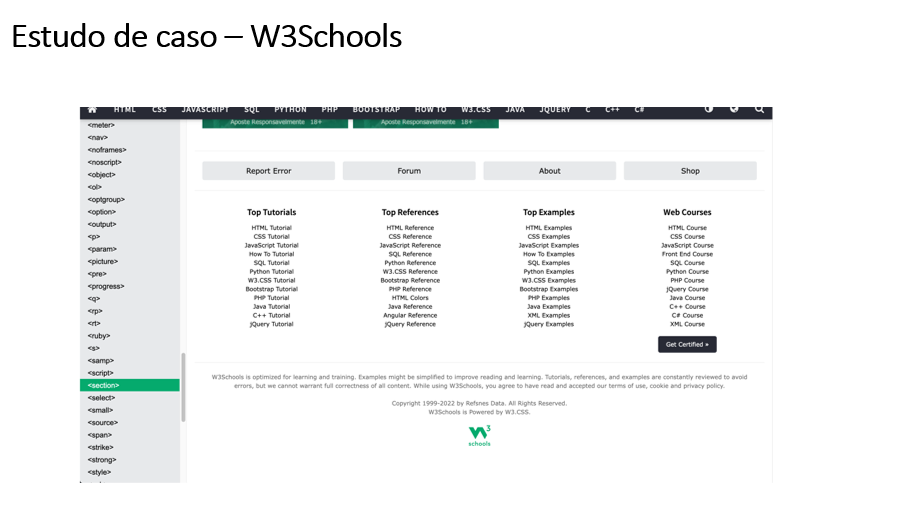 Estudo de caso – W3Schools
HTML CSS JAVASCRIPT SQL PYTHON PHP BOOTSTRAP HOW TO W3.CSS JAVA JQUERY C C++ C#
Aposte Responsavelmente 18+ Aposte Responsavelmente 18+
<meter>
<nav>
<noframes>
<noscript>
<object>
<ol>
<optgroup>
<option>
<output>
<p>
<param>
<picture>
<pre>
<progress>
<q>
<rp>
<rt>
<ruby>
<s>
<samp>
<script>
<section>
<select>
<small>
<source>
<span>
<strike>
<strong>
<style>
Report Error Forum About Shop
Top Tutorials
HTML Tutorial
CSS Tutorial
JavaScript Tutorial
How To Tutorial
SQL Tutorial
Python Tutorial
W3.CSS Tutorial
Bootstrap Tutorial
PHP Tutorial
Java Tutorial
C++ Tutorial
jQuery Tutorial
Top References
HTML Reference
CSS Reference
JavaScript Reference
SQL Reference
Python Reference
W3.CSS Reference
Bootstrap Reference
PHP Reference
HTML Colors
Java Reference
Angular Reference
jQuery Reference
Top Examples
HTML Examples
CSS Examples
JavaScript Examples
How To Examples
SQL Examples
Python Examples
W3.CSS Examples
Bootstrap Examples
PHP Examples
Java Examples
XML Examples
jQuery Examples
Web Courses
HTML Course
CSS Course
JavaScript Course
Front End Course
SQL Course
Python Course
PHP Course
jQuery Course
Java Course
C++ Course
C# Course
XML Course
Get Certified »
W3Schools is optimized for learning and training. Examples might be simplified to improve reading and learning. Tutorials, references, and examples are constantly reviewed to avoid
errors, but we cannot warrant full correctness of all content. While using W3Schools, you agree to have read and accepted our terms of use, cookie and privacy policy.
Copyright 1999-2022 by Refsnes Data. All Rights Reserved.
W3Schools is Powered by W3.CSS.
W3
schools